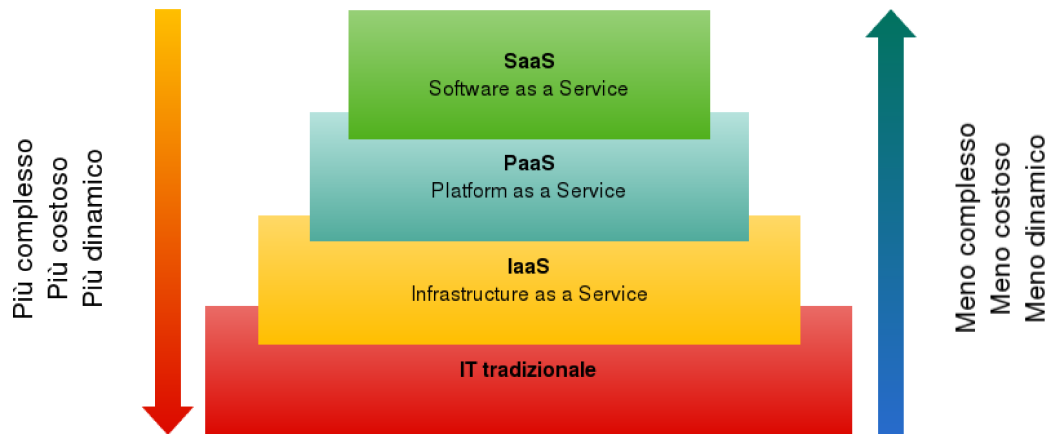 Più complesso
Più costoso
Più dinamico
SaaS
Software as a Service
PaaS
Platform as a Service
IaaS
Infrastructure as a Service
IT tradizionale
Meno complesso
Meno costoso
Meno dinamico